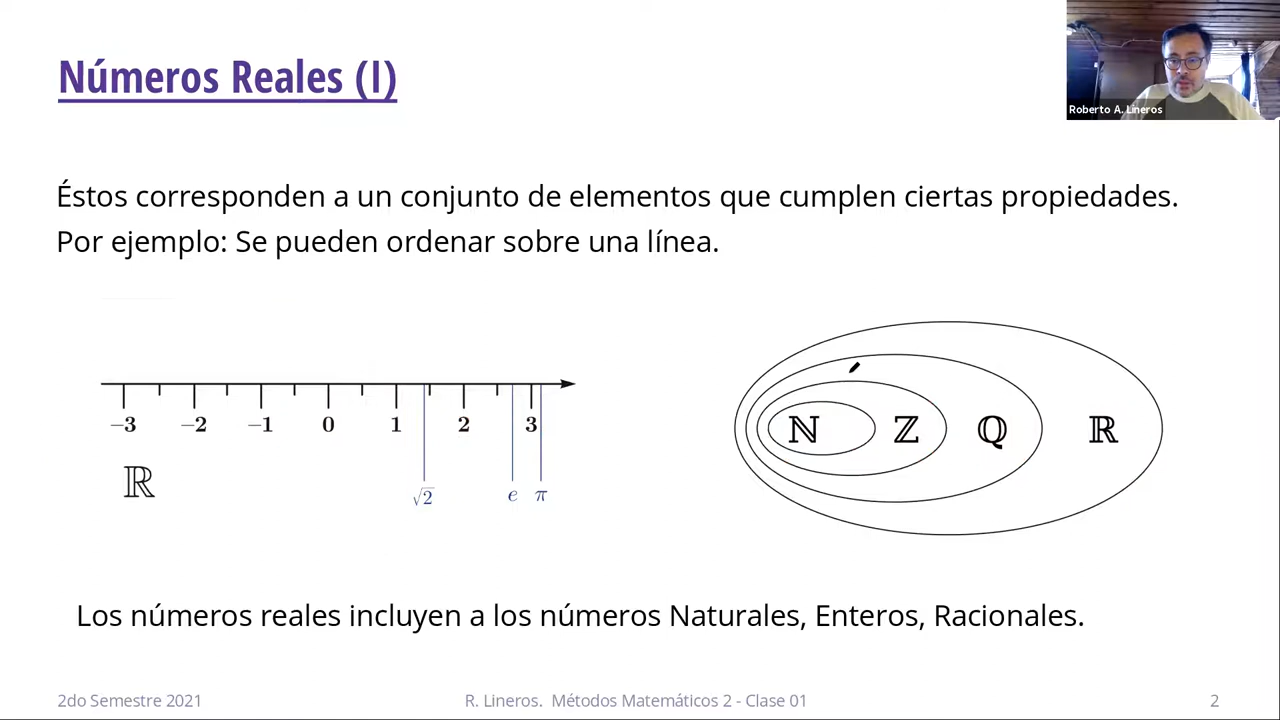 Números Reales (I)
Roberto A. Lineros
Éstos corresponden a un conjunto de elementos que cumplen ciertas propiedades.
Por ejemplo: Se pueden ordenar sobre una línea.
−3 −2 −1 0 1 2 3
ℝ
√2 e π
ℕ ℤ ℚ ℝ
Los números reales incluyen a los números Naturales, Enteros, Racionales.
2do Semestre 2021
R. Lineros. Métodos Matemáticos 2 - Clase 01
2